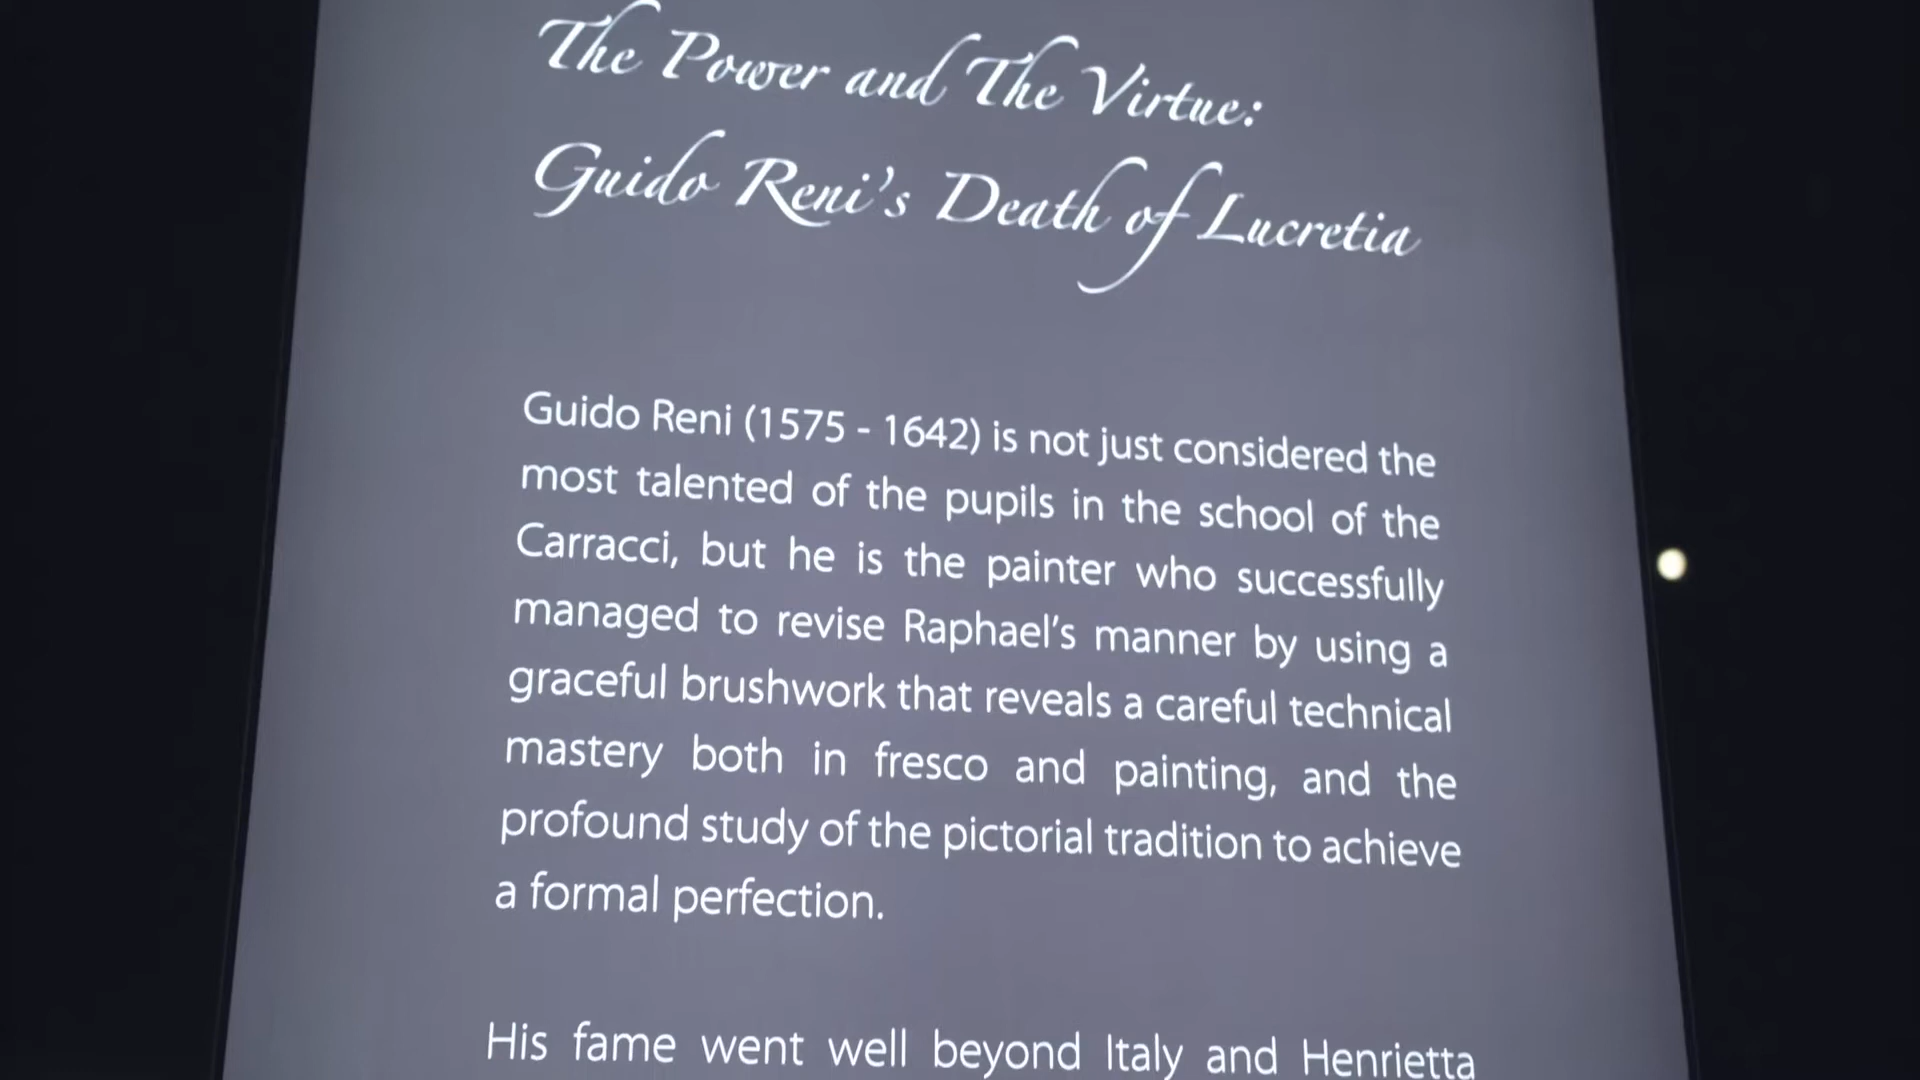 The Power and The Virtue:
Guido Reni's Death of Lucretia
Guido Reni (1575 - 1642) is not just considered the
most talented of the pupils in the school of the
Carracci, but he is the painter who successfully
managed to revise Raphael's manner by using a
graceful brushwork that reveals a careful technical
mastery both in fresco and painting, and the
profound study of the pictorial tradition to achieve
a formal perfection.
His fame went well beyond Italy and Henrietta